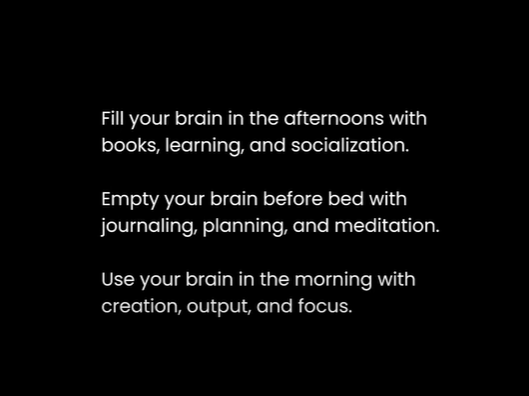 Fill your brain in the afternoons with
books, learning, and socialization.
Empty your brain before bed with
journaling, planning, and meditation.
Use your brain in the morning with
creation, output, and focus.